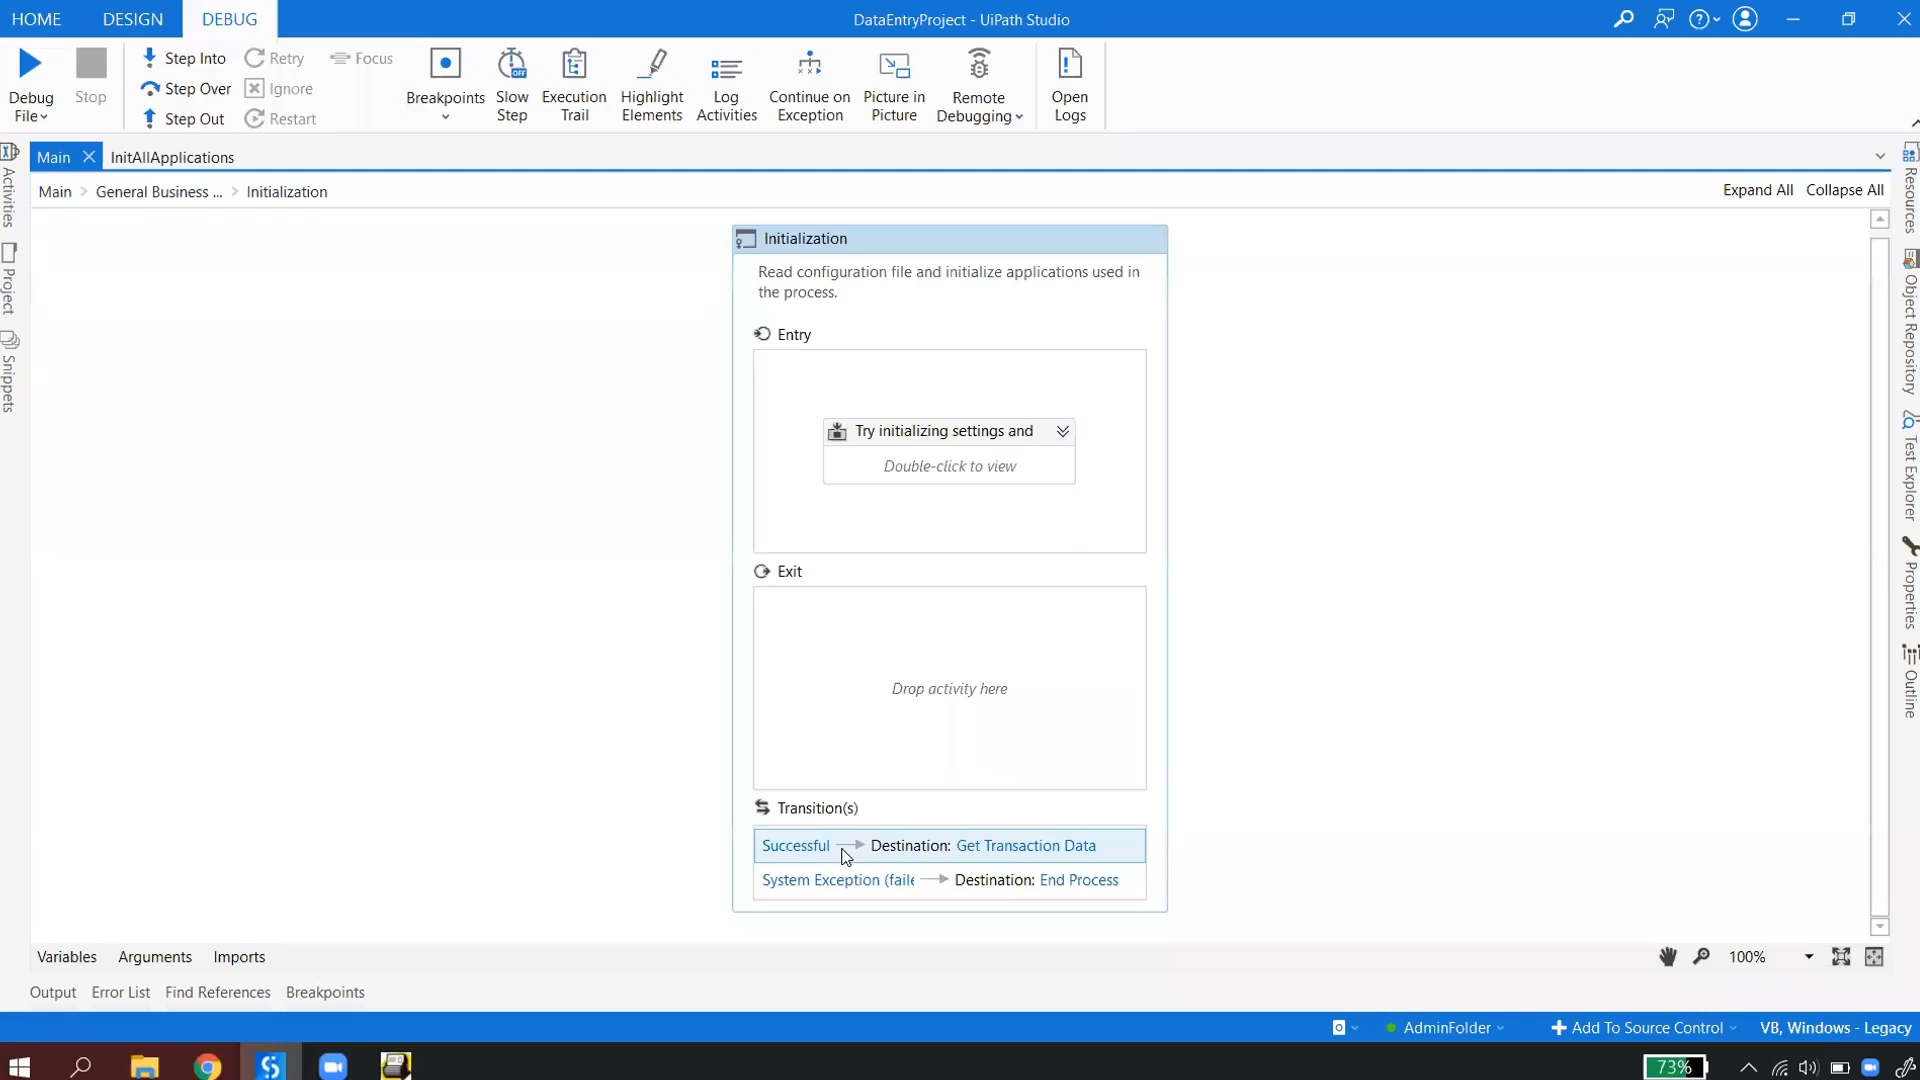 HOME DESIGN DEBUG DataEntryProject - UiPath Studio
Step Into Retry Focus
Debug File Stop Step Over Ignore Breakpoints Slow Step Execution Trail Highlight Elements Log Activities Continue on Exception Picture in Picture Remote Debugging Open Logs
Step Out Restart
Main InitAllApplications
Main > General Business ... > Initialization Expand All Collapse All
Activities
Project
Snippets
Resources
Object Repository
Test Explorer
Properties
Outline
Initialization
Read configuration file and initialize applications used in
the process.
Entry
Try initializing settings and
Double-click to view
Exit
Drop activity here
Transition(s)
Successful Destination: Get Transaction Data
System Exception (faile Destination: End Process
Variables Arguments Imports 100%
Output Error List Find References Breakpoints
AdminFolder Add To Source Control VB, Windows - Legacy
73%